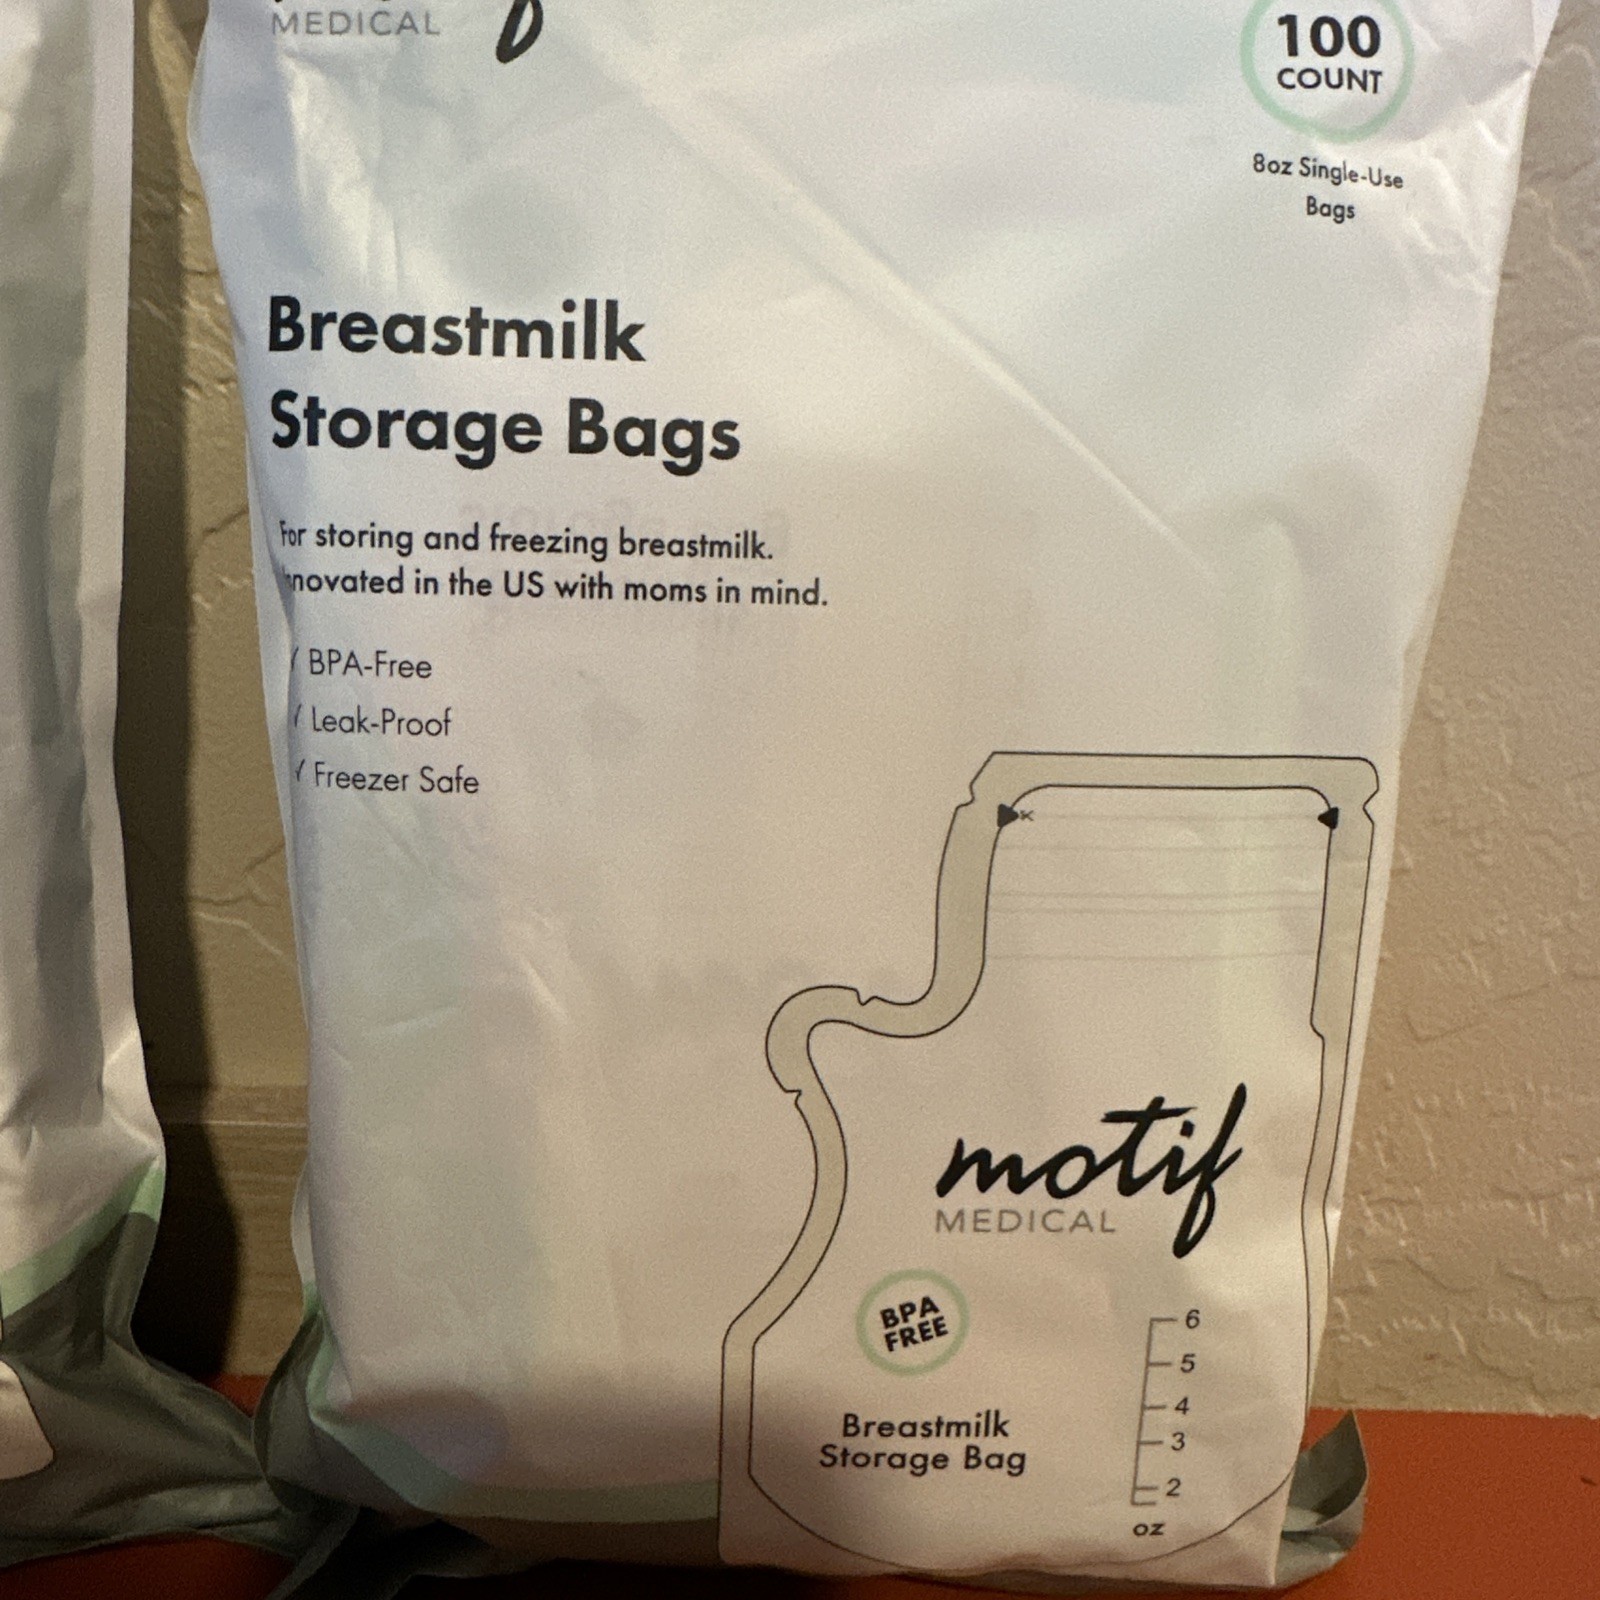 MEDICAL
100
COUNT
8oz Single-Use
Bags
Breastmilk
Storage Bags
For storing and freezing breastmilk.
nnovated in the US with moms in mind.
✓ BPA-Free
✓ Leak-Proof
✓ Freezer Safe
motif
MEDICAL
BPA
FREE
Breastmilk
Storage Bag
6
5
4
3
2
oz